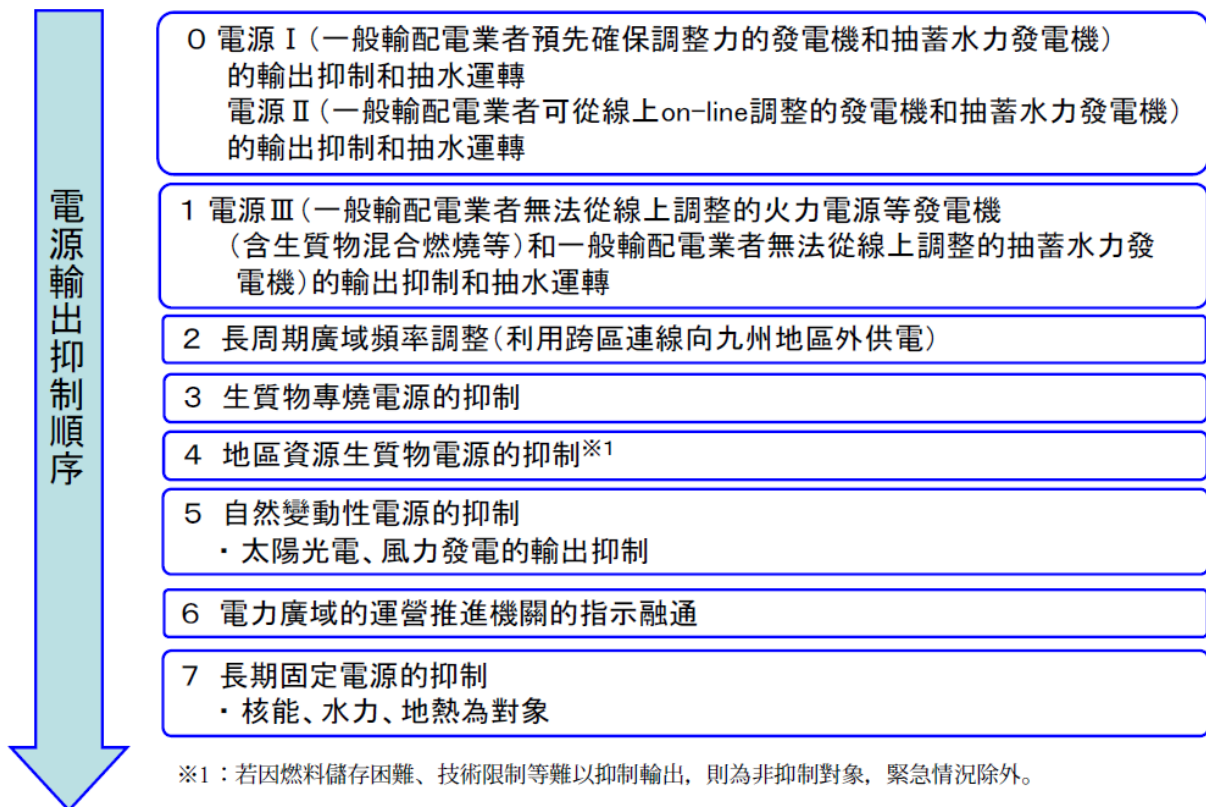 電源輸出抑制順序
0 電源Ⅰ(一般輸配電業者預先確保調整力的發電機和抽蓄水力發電機)
的輸出抑制和抽水運轉
電源Ⅱ(一般輸配電業者可從線上on-line調整的發電機和抽蓄水力發電機)
的輸出抑制和抽水運轉
1 電源Ⅲ(一般輸配電業者無法從線上調整的火力電源等發電機
(含生質物混合燃燒等)和一般輸配電業者無法從線上調整的抽蓄水力發
電機)的輸出抑制和抽水運轉
2 長周期廣域頻率調整(利用跨區連線向九州地區外供電)
3 生質物專燒電源的抑制
4 地區資源生質物電源的抑制※1
5 自然變動性電源的抑制
・太陽光電、風力發電的輸出抑制
6 電力廣域的運營推進機關的指示融通
7 長期固定電源的抑制
・核能、水力、地熱為對象
※1：若因燃料儲存困難、技術限制等難以抑制輸出，則為非抑制對象，緊急情況除外。